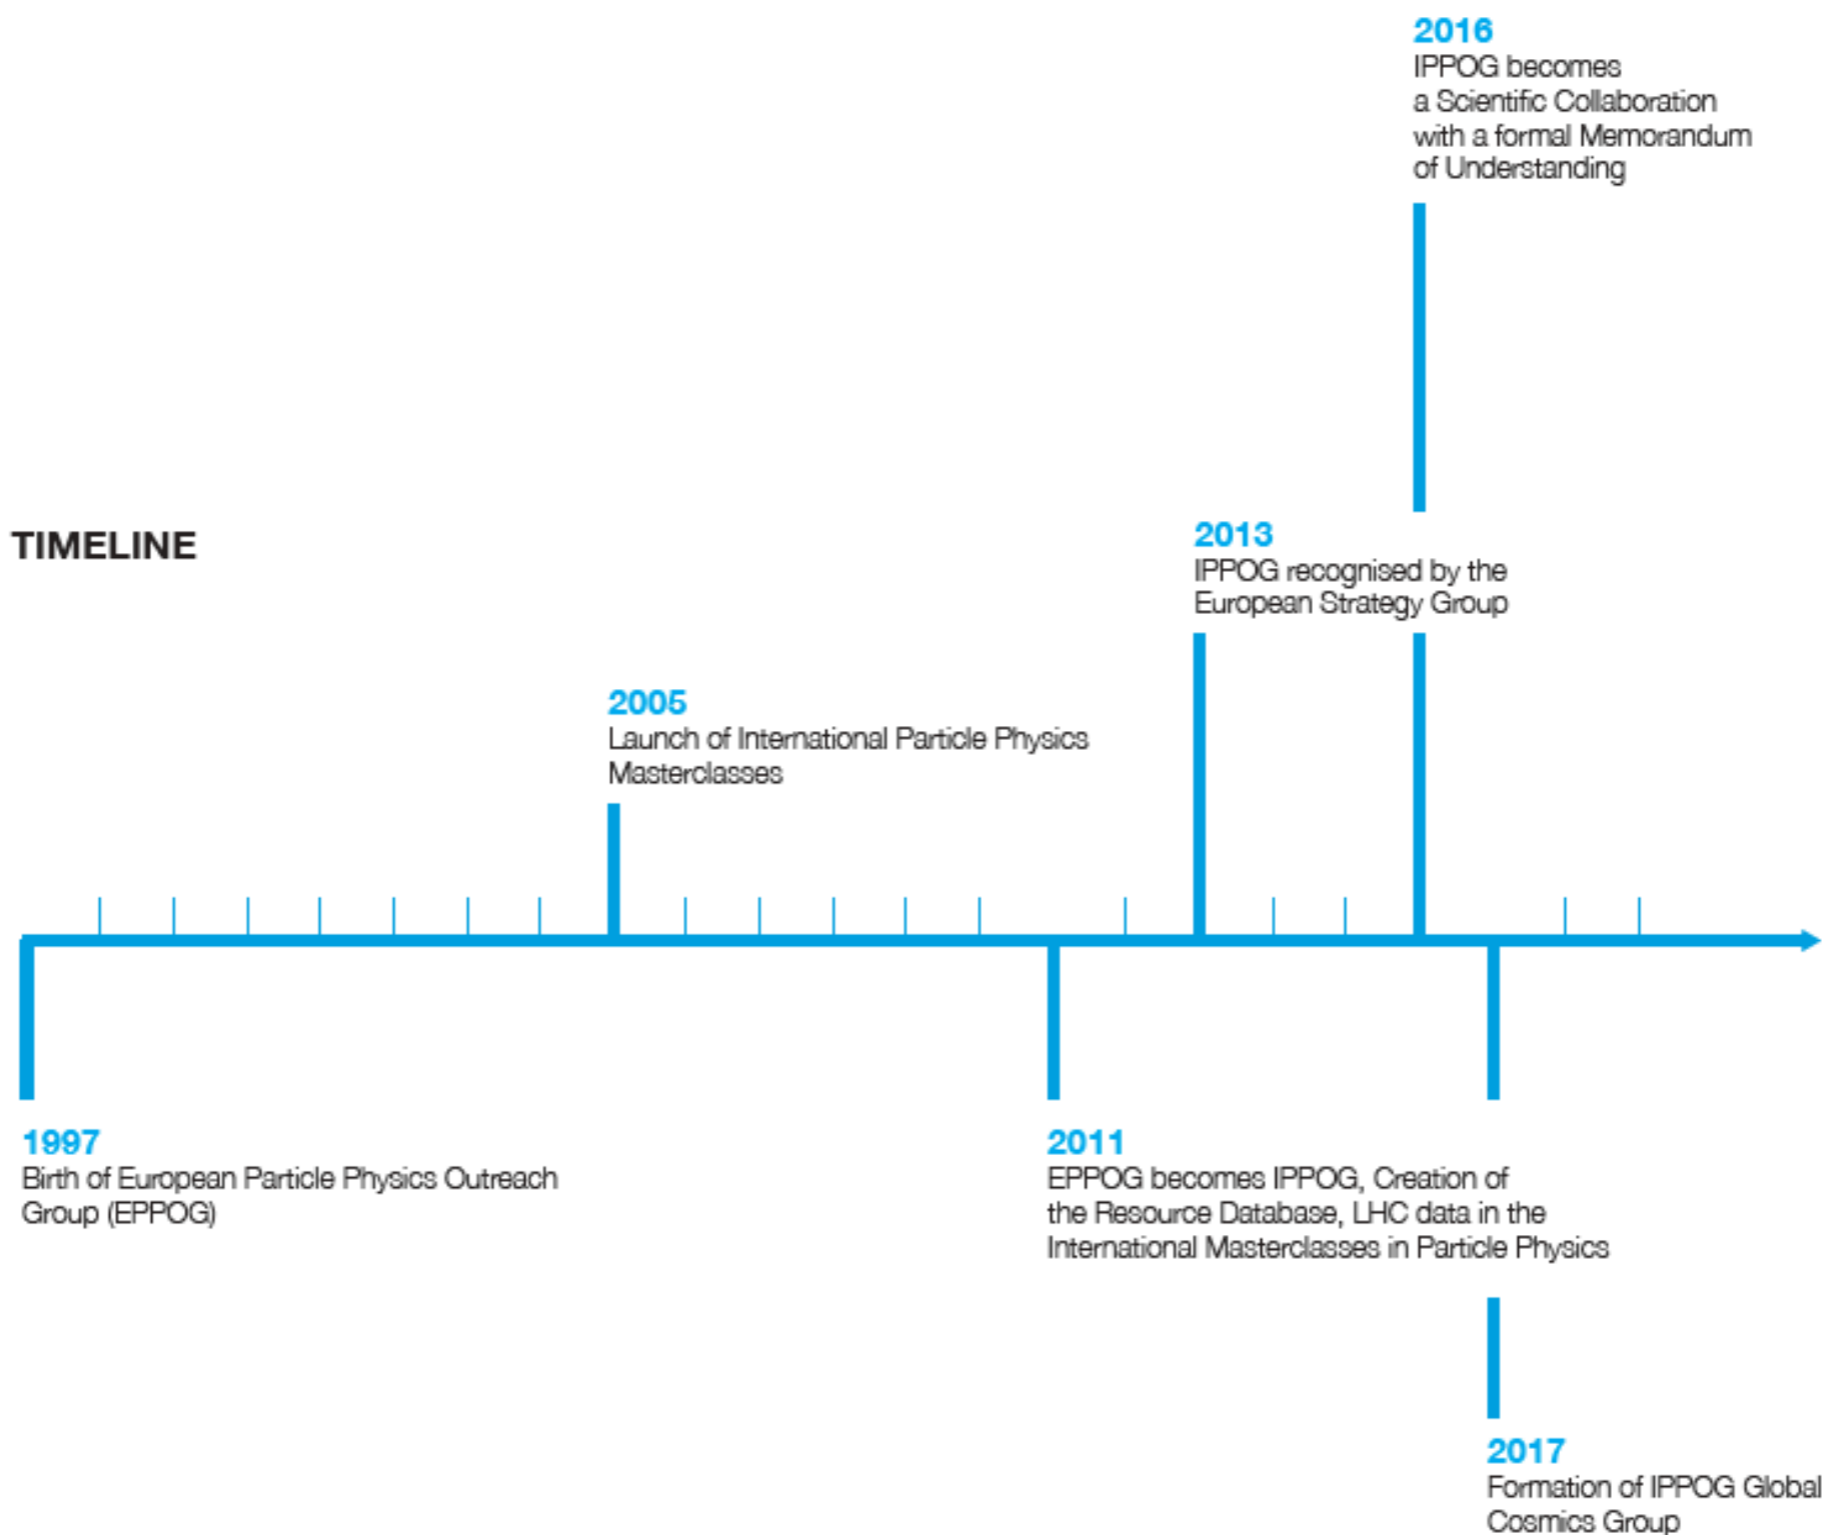 2016
IPPOG becomes
a Scientific Collaboration
with a formal Memorandum
of Understanding
TIMELINE
2013
IPPOG recognised by the
European Strategy Group
2005
Launch of International Particle Physics
Masterclasses
1997
Birth of European Particle Physics Outreach
Group (EPPOG)
2011
EPPOG becomes IPPOG, Creation of
the Resource Database, LHC data in the
International Masterclasses in Particle Physics
2017
Formation of IPPOG Global
Cosmics Group